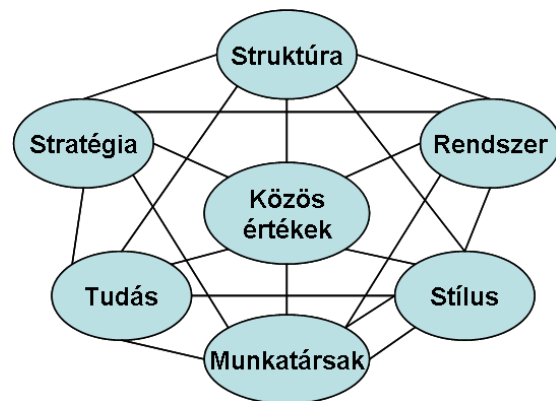 Struktúra
Stratégia
Rendszer
Közös
értékek
Tudás
Stílus
Munkatársak